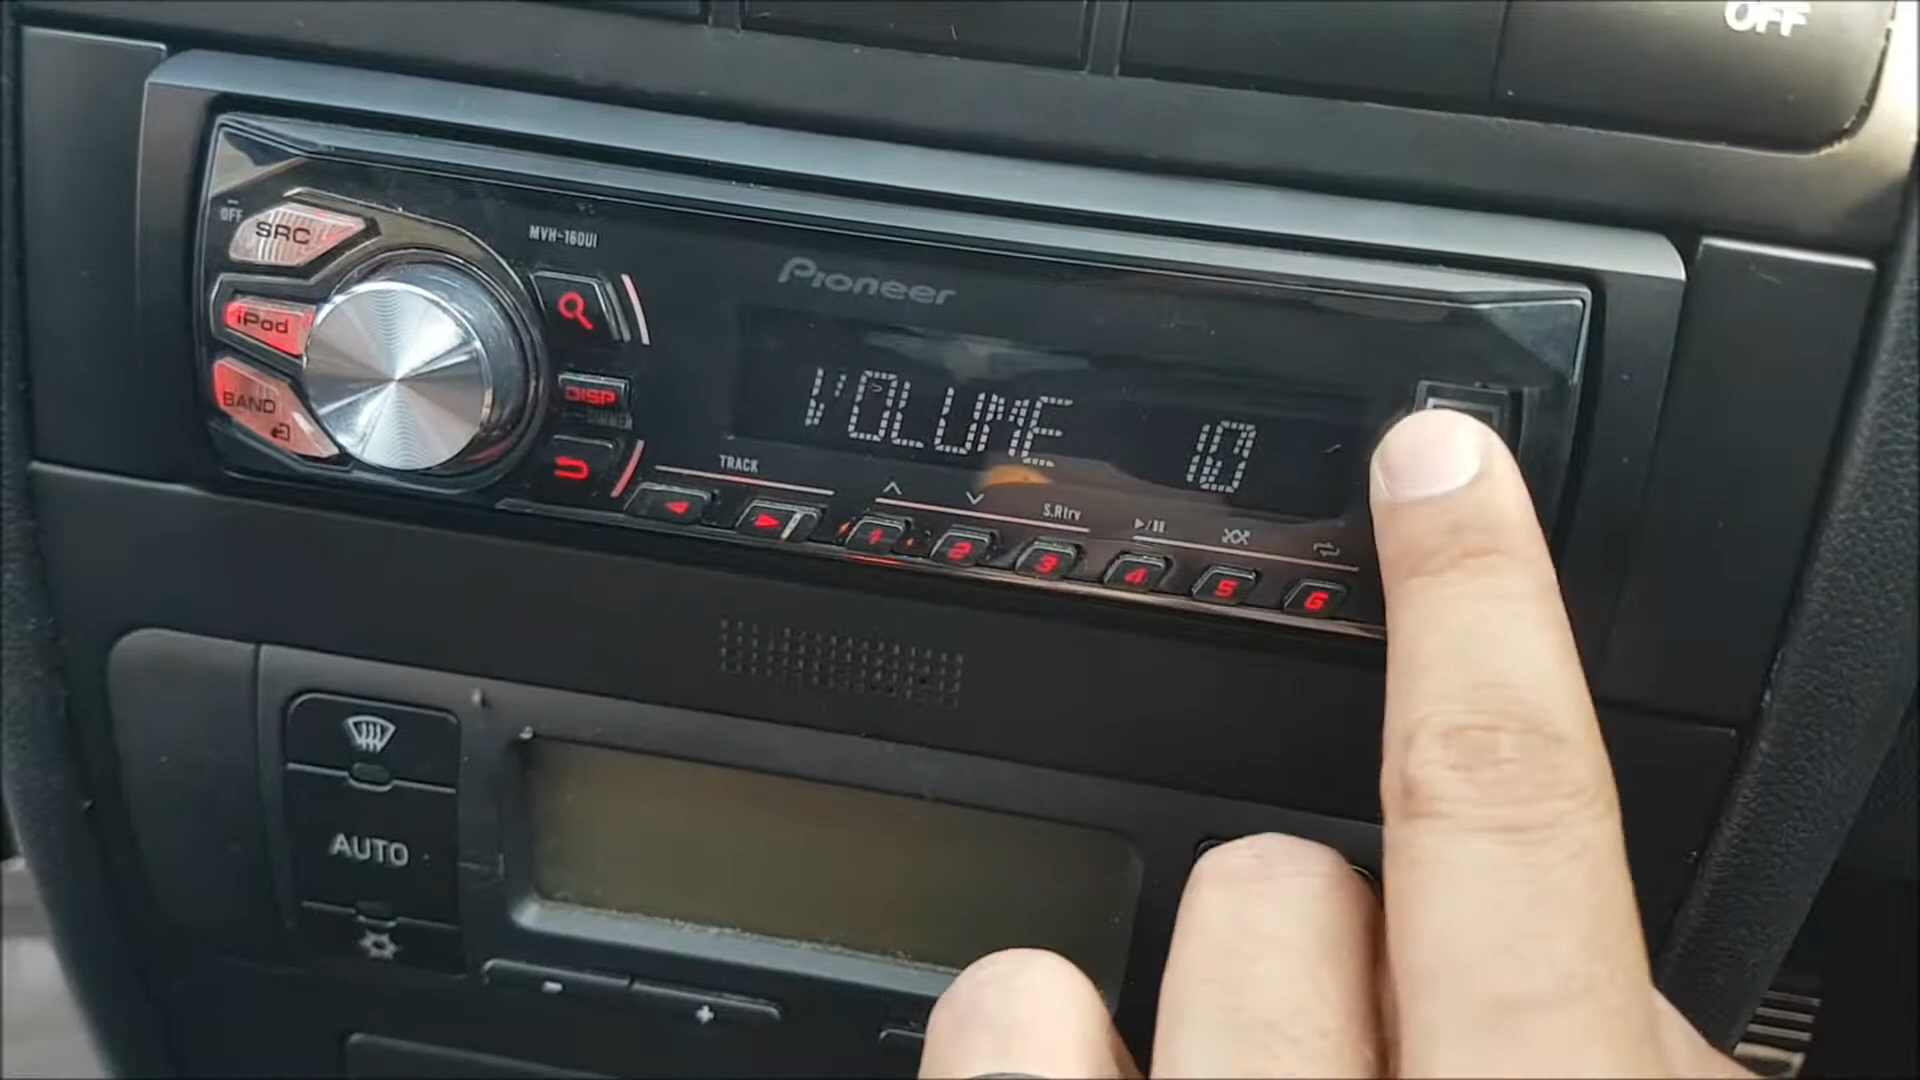 OFF
OFF
SRC
MVH-160UI
Pioneer
iPod
BAND
DISP
VOLUME
TRACK
S.Rtrv
1 2 3 4 5 6
AUTO
- +